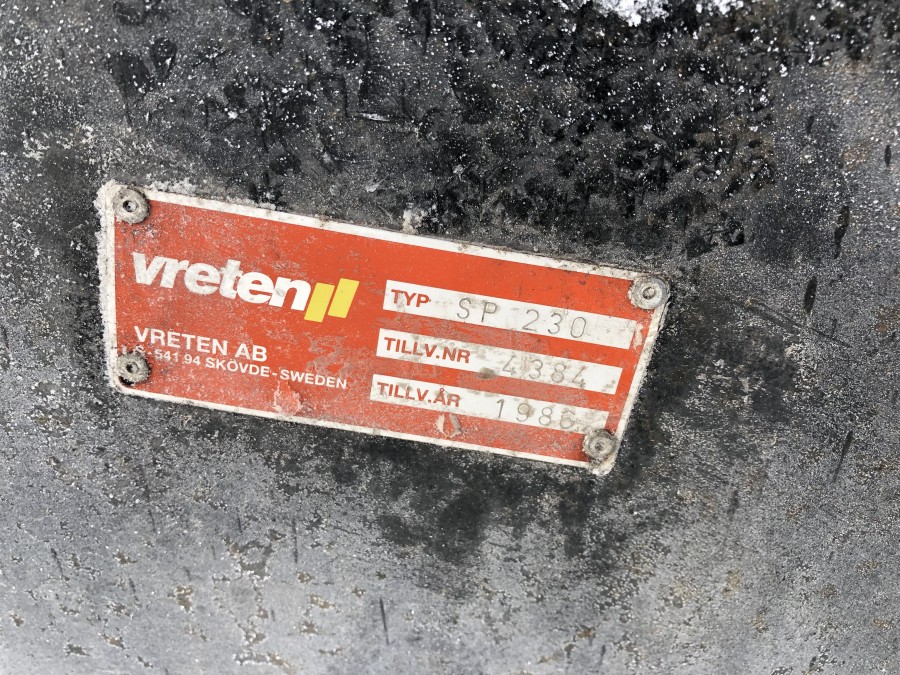 vreten
VRETEN AB
S-541 94 SKÖVDE-SWEDEN
TYP SP 230
TILLV.NR 4384
TILLV.ÅR 1986